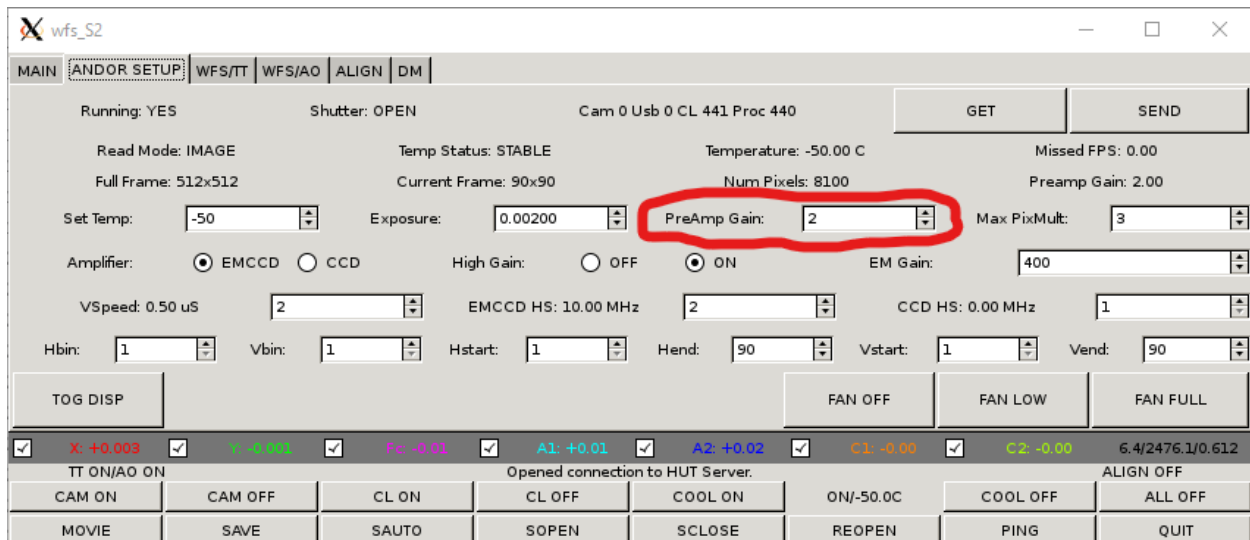 wfs_S2
MAIN ANDOR SETUP WFS/TT WFS/AO ALIGN DM
Running: YES Shutter: OPEN Cam 0 Usb 0 CL 441 Proc 440 GET SEND
Read Mode: IMAGE Temp Status: STABLE Temperature: -50.00 C Missed FPS: 0.00
Full Frame: 512x512 Current Frame: 90x90 Num Pixels: 8100 Preamp Gain: 2.00
Set Temp: -50 Exposure: 0.00200 PreAmp Gain: 2 Max PixMult: 3
Amplifier: EMCCD CCD High Gain: OFF ON EM Gain: 400
VSpeed: 0.50 uS 2 EMCCD HS: 10.00 MHz 2 CCD HS: 0.00 MHz 1
Hbin: 1 Vbin: 1 Hstart: 1 Hend: 90 Vstart: 1 Vend: 90
TOG DISP FAN OFF FAN LOW FAN FULL
X: +0.003 Y: -0.001 Fc: -0.01 A1: +0.01 A2: +0.02 C1: -0.00 C2: -0.00 6.4/2476.1/0.612
TT ON/AO ON Opened connection to HUT Server. ALIGN OFF
CAM ON CAM OFF CL ON CL OFF COOL ON ON/-50.0C COOL OFF ALL OFF
MOVIE SAVE SAUTO SOPEN SCLOSE REOPEN PING QUIT